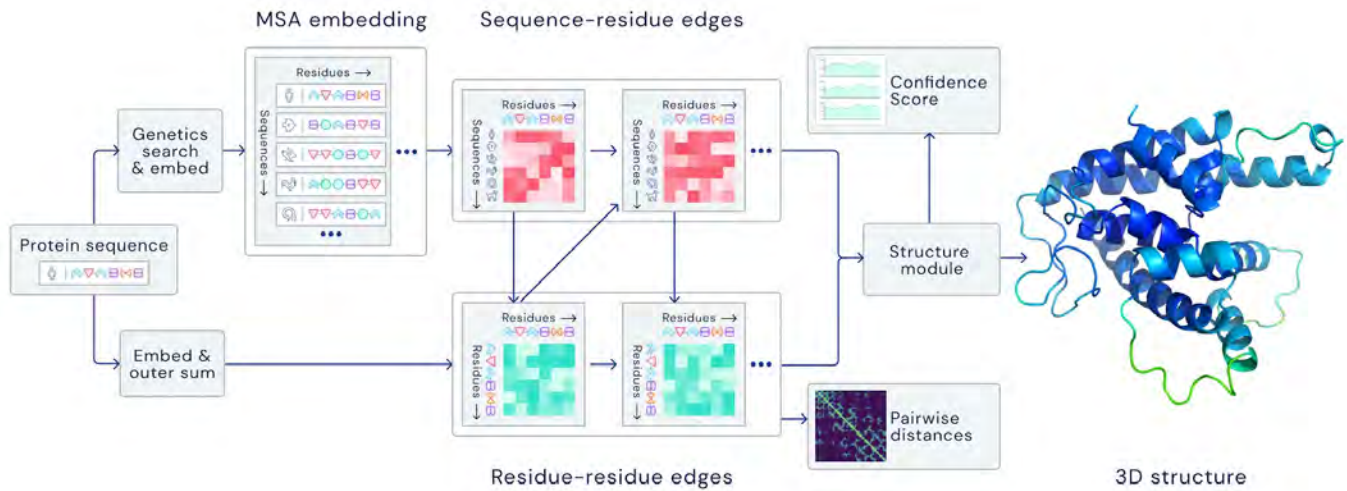 MSA embedding
Sequence-residue edges
Residues
Sequences
Genetics
search
& embed
Protein sequence
Embed &
outer sum
Residues
Sequences
Residues
Sequences
Confidence
Score
Structure
module
Residues
Residues
Residues
Residues
Pairwise
distances
Residue-residue edges
3D structure